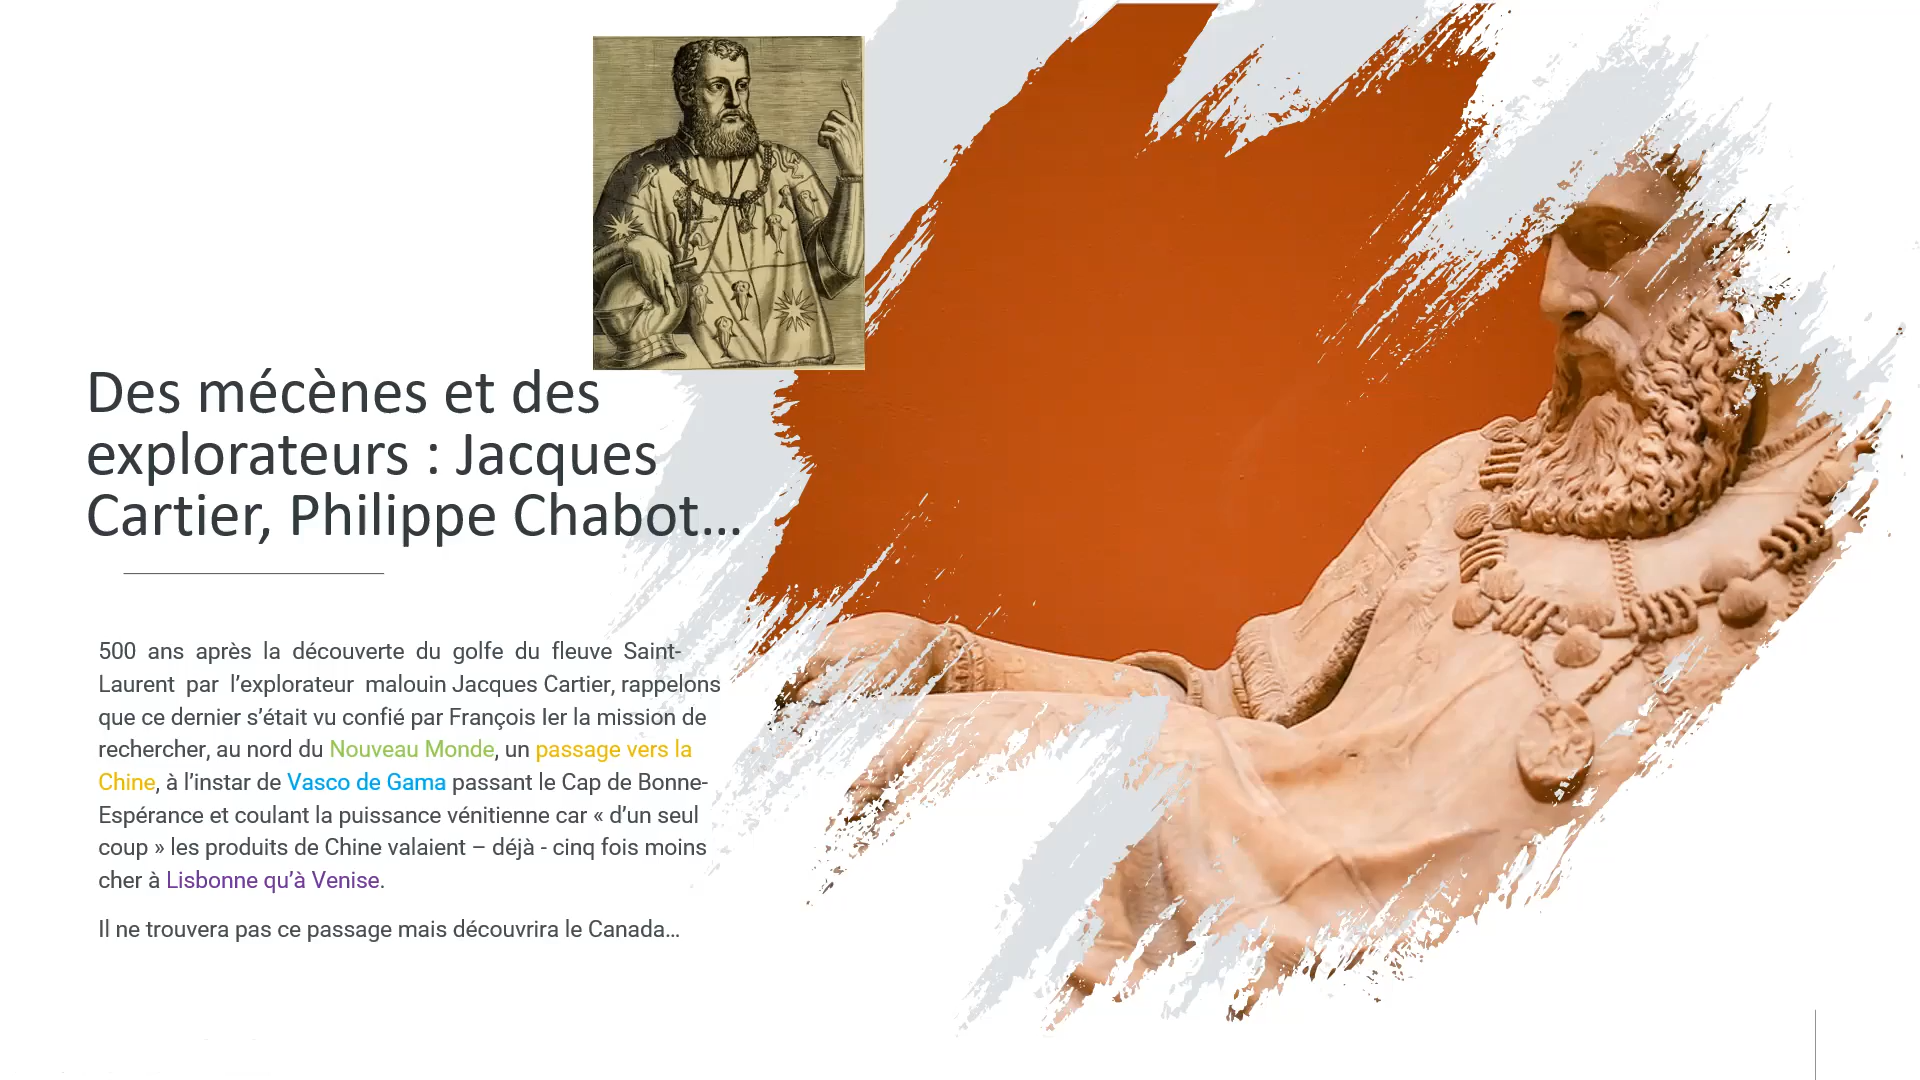 Des mécènes et des
explorateurs : Jacques
Cartier, Philippe Chabot...
500 ans après la découverte du golfe du fleuve Saint-
Laurent par l’explorateur malouin Jacques Cartier, rappelons
que ce dernier s’était vu confié par François Ier la mission de
rechercher, au nord du Nouveau Monde, un passage vers la
Chine, à l’instar de Vasco de Gama passant le Cap de Bonne-
Espérance et coulant la puissance vénitienne car « d’un seul
coup » les produits de Chine valaient – déjà - cinq fois moins
cher à Lisbonne qu’à Venise.
Il ne trouvera pas ce passage mais découvrira le Canada...